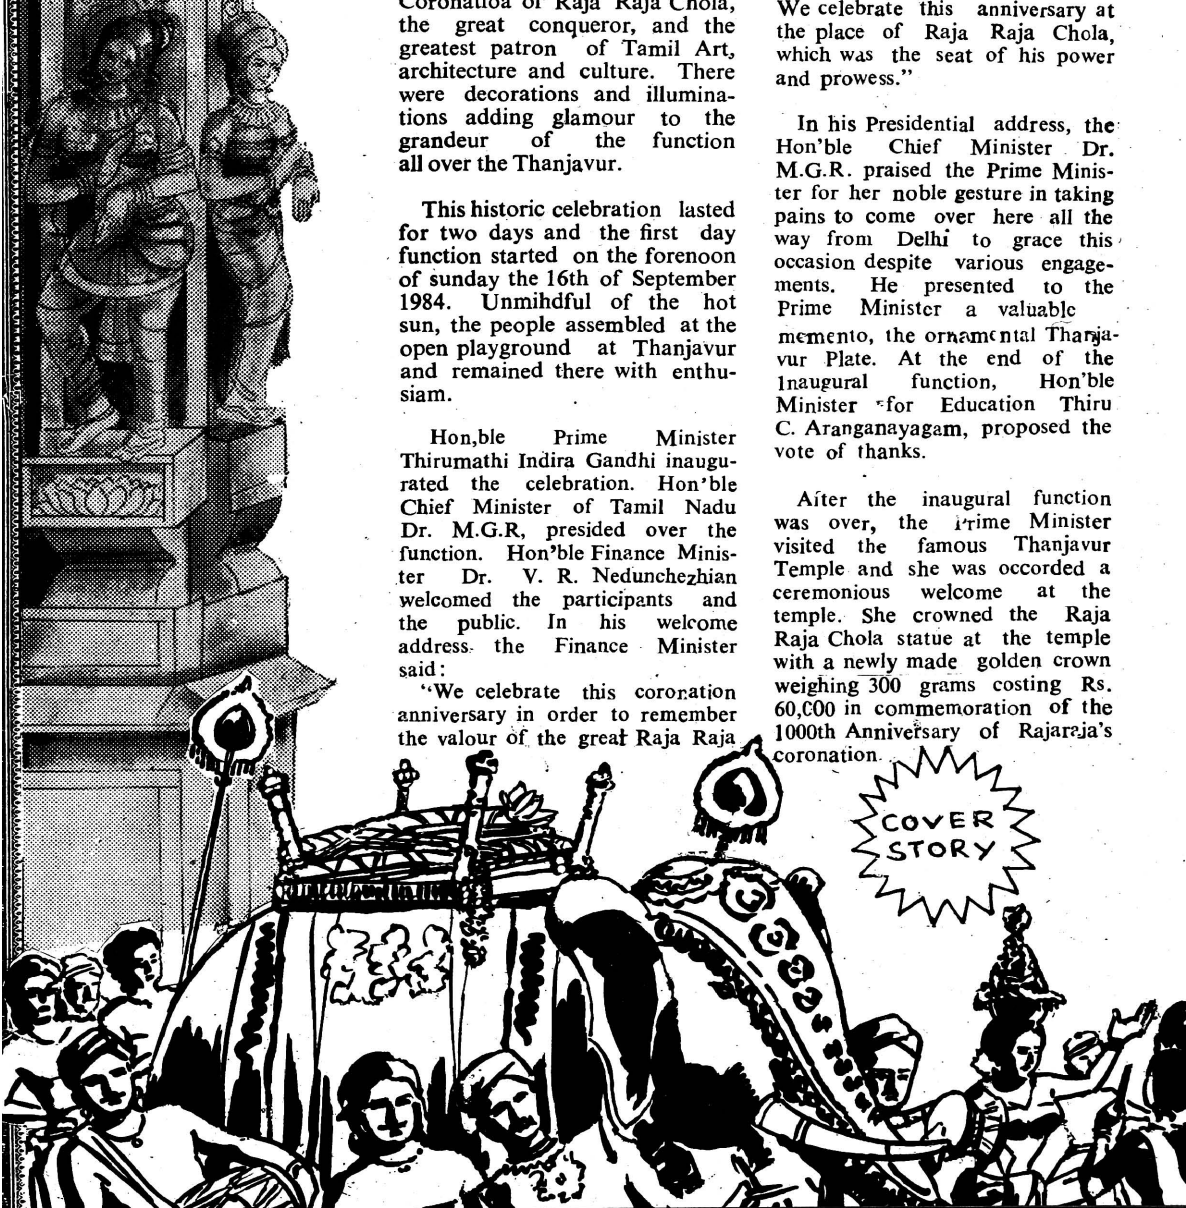 Coronatioa of Raja Raja Chola,
the great conqueror, and the
greatest patron of Tamil Art,
architecture and culture. There
were decorations and illumina-
tions adding glamour to the
grandeur of the function
all over the Thanjavur.
This historic celebration lasted
for two days and the first day
function started on the forenoon
of sunday the 16th of September
1984. Unmihdful of the hot
sun, the people assembled at the
open playground at Thanjavur
and remained there with enthu-
siam.
Hon,ble Prime Minister
Thirumathi Indira Gandhi inaugu-
rated the celebration. Hon'ble
Chief Minister of Tamil Nadu
Dr. M.G.R, presided over the
function. Hon'ble Finance Minis-
ter Dr. V. R. Nedunchezhian
welcomed the participants and
the public. In his welcome
address the Finance Minister
said:
"We celebrate this coronation
anniversary in order to remember
the valour of the great Raja Raja
We celebrate this anniversary at
the place of Raja Raja Chola,
which was the seat of his power
and prowess."
In his Presidential address, the
Hon'ble Chief Minister Dr.
M.G.R. praised the Prime Minis-
ter for her noble gesture in taking
pains to come over here all the
way from Delhi to grace this
occasion despite various engage-
ments. He presented to the
Prime Minister a valuable
memento, the ornamental Thanja-
vur Plate. At the end of the
Inaugural function, Hon'ble
Minister for Education Thiru
C. Aranganayagam, proposed the
vote of thanks.
After the inaugural function
was over, the Prime Minister
visited the famous Thanjavur
Temple and she was occorded a
ceremonious welcome at the
temple. She crowned the Raja
Raja Chola statue at the temple
with a newly made golden crown
weighing 300 grams costing Rs.
60,000 in commemoration of the
1000th Anniversary of Rajaraja's
coronation.
COVER
STORY